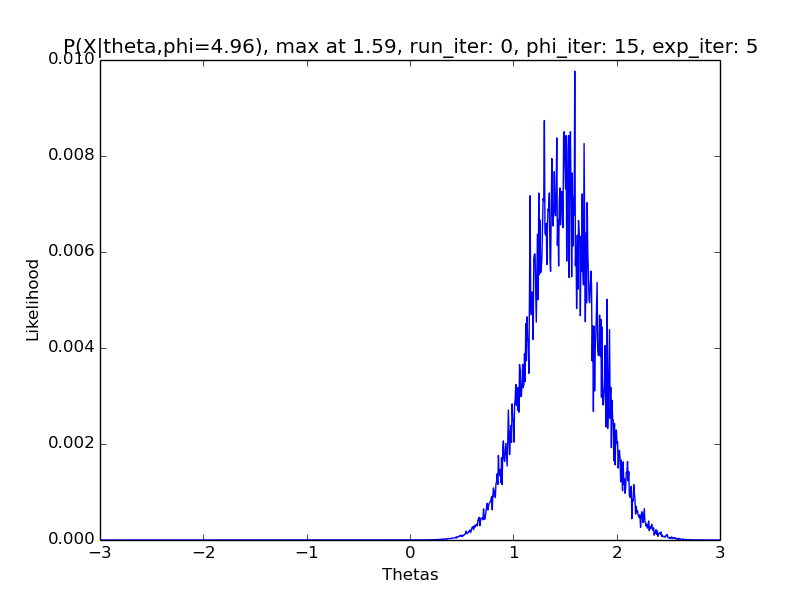 P(X|theta,phi=4.96), max at 1.59, run_iter: 0, phi_iter: 15, exp_iter: 5
0.010
0.008
0.006
0.004
0.002
0.000
Likelihood
−3 −2 −1 0 1 2 3
Thetas